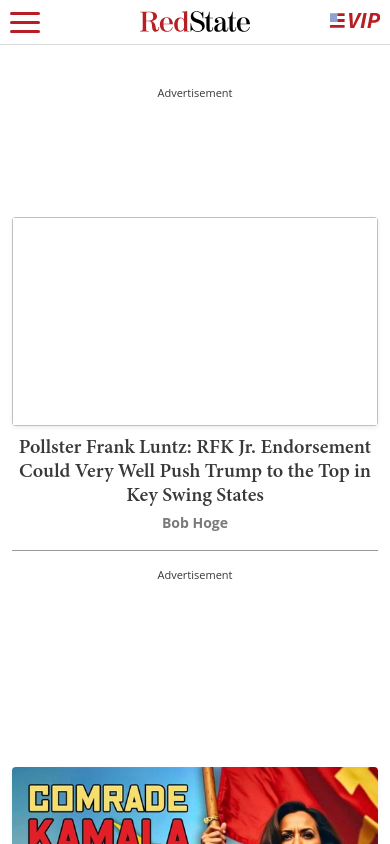 RedState
VIP
Advertisement
Pollster Frank Luntz: RFK Jr. Endorsement
Could Very Well Push Trump to the Top in
Key Swing States
Bob Hoge
Advertisement
COMRADE
KAMALA